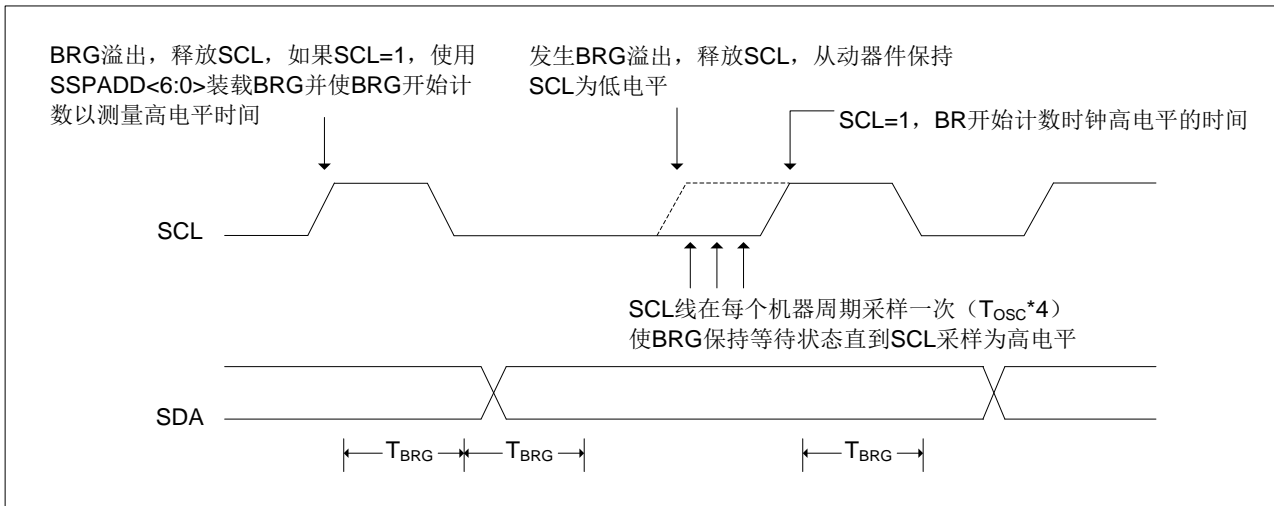 BRG溢出，释放SCL，如果SCL=1，使用
SSPADD<6:0>装载BRG并使BRG开始计
数以测量高电平时间
发生BRG溢出，释放SCL，从动器件保持
SCL为低电平
SCL=1，BR开始计数时钟高电平的时间
SCL
SCL线在每个机器周期采样一次（TOSC*4）
使BRG保持等待状态直到SCL采样为高电平
SDA
TBRG
TBRG
TBRG